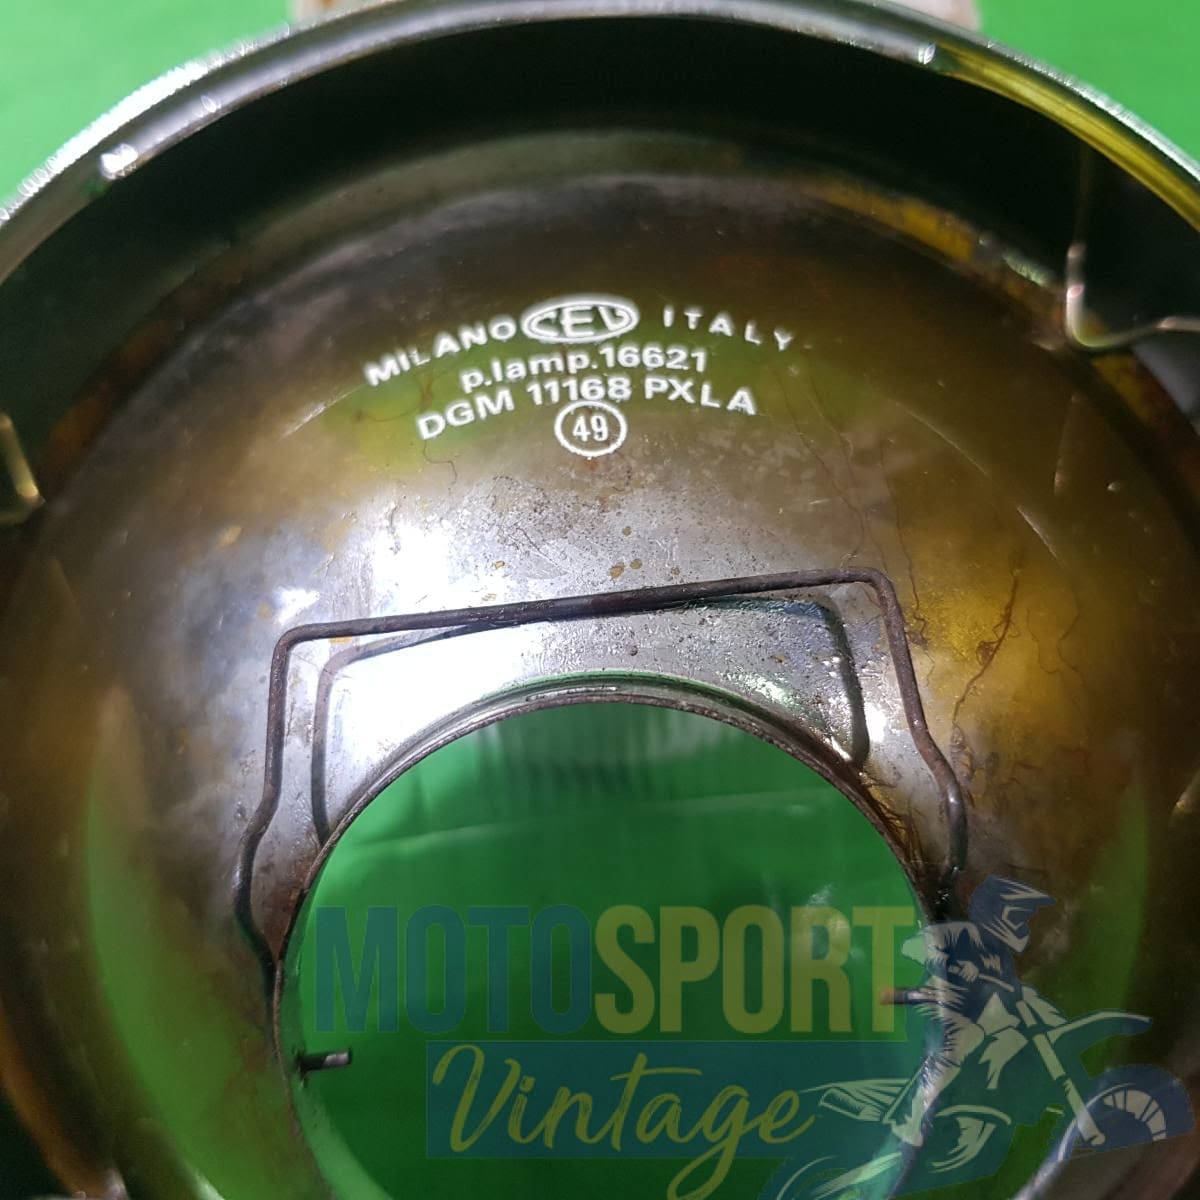 MILANO CEV ITALY
p.lamp.16621
DGM 11168 PXLA
49
MOTOSPORT
Vintage